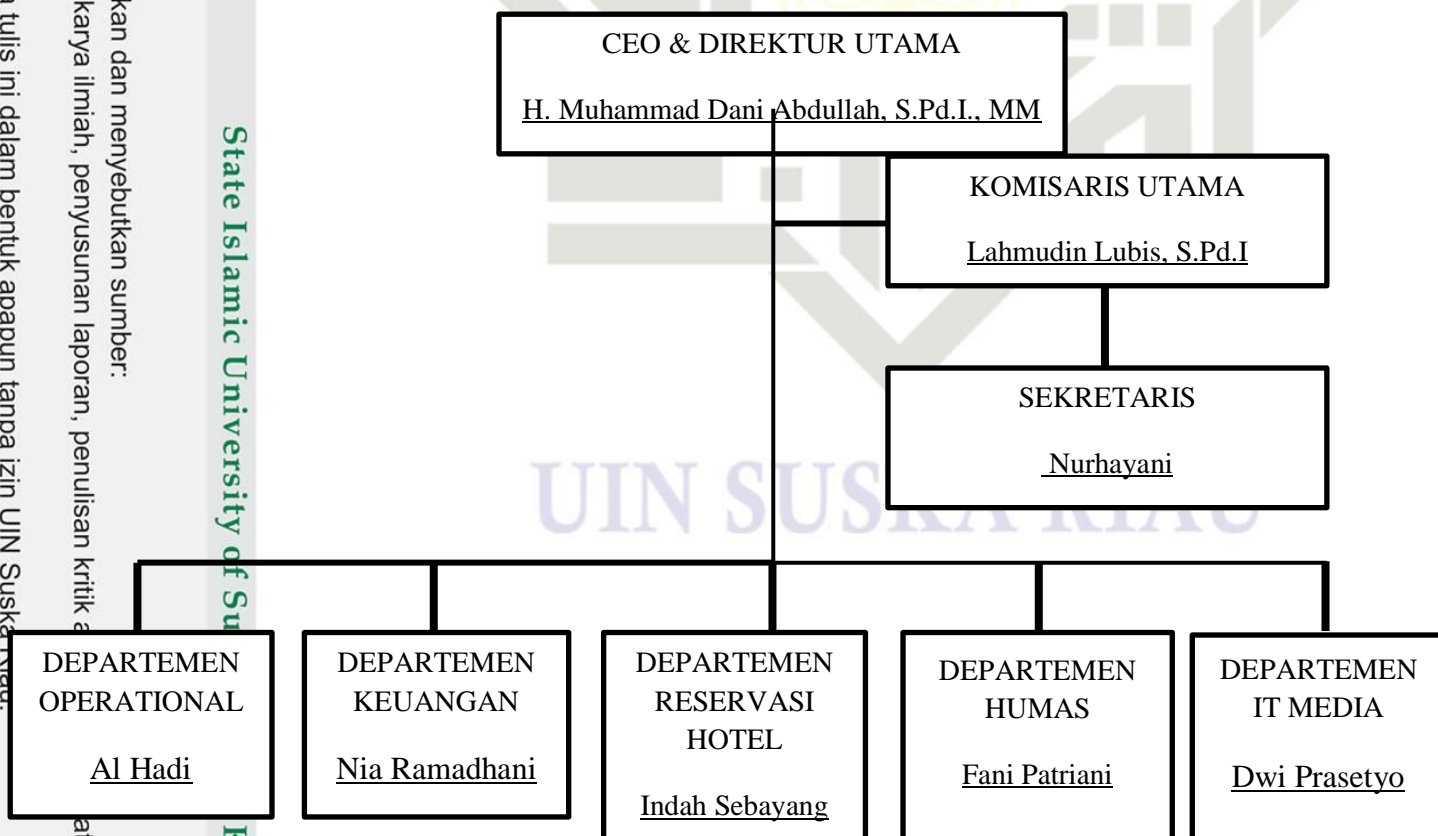 kan dan menyebutkan sumber:
karya ilmiah, penyusunan laporan, penulisan kritik
tulis ini dalam bentuk apapun tanpa izin UIN Suska Riau.
State Islamic University of
UIN SUSKA RIAU
CEO & DIREKTUR UTAMA
H. Muhammad Dani Abdullah, S.Pd.I., MM
KOMISARIS UTAMA
Lahmudin Lubis, S.Pd.I
SEKRETARIS
Nurhayani
DEPARTEMEN
OPERATIONAL
Al Hadi
DEPARTEMEN
KEUANGAN
Nia Ramadhani
DEPARTEMEN
RESERVASI
HOTEL
Indah Sebayang
DEPARTEMEN
HUMAS
Fani Patriani
DEPARTEMEN
IT MEDIA
Dwi Prasetyo